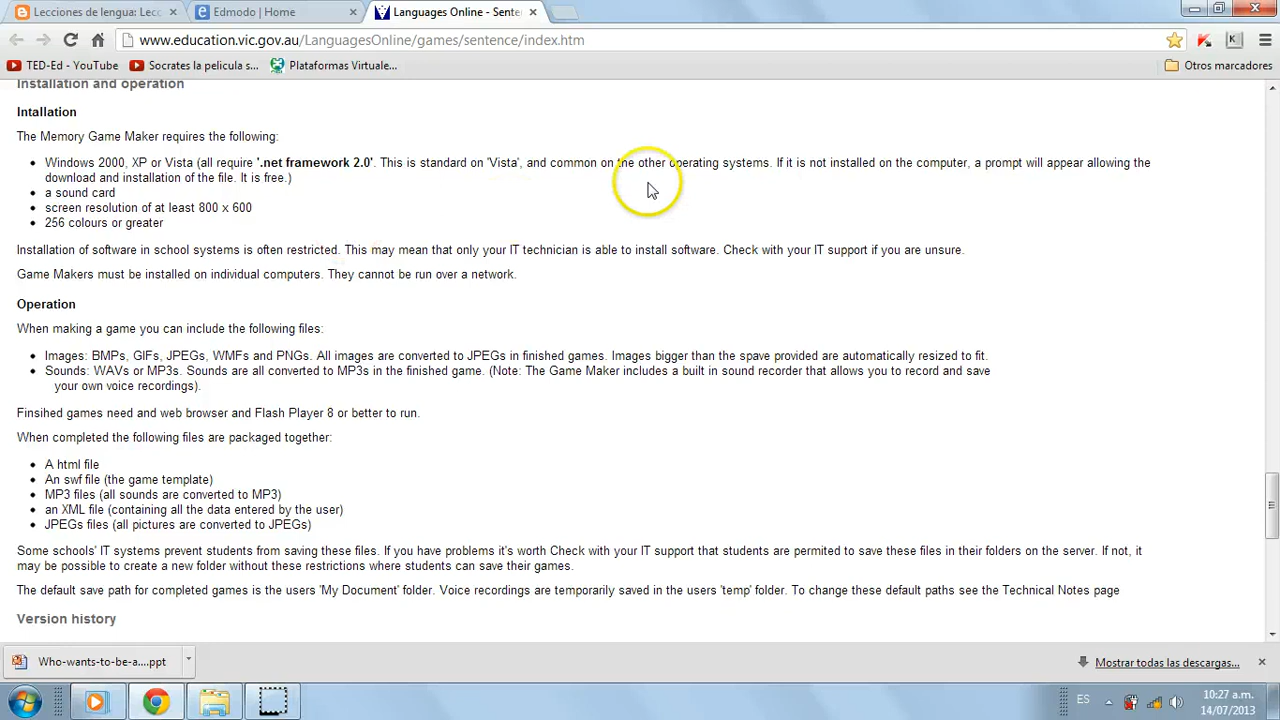 Lecciones de lengua: Lecc
Edmodo | Home
Languages Online - Sente
www.education.vic.gov.au/LanguagesOnline/games/sentence/index.htm
TED-Ed - YouTube
Socrates la pelicula s...
Plataformas Virtuale...
Otros marcadores
Installation and operation
Intallation
The Memory Game Maker requires the following:
Windows 2000, XP or Vista (all require '.net framework 2.0'. This is standard on 'Vista', and common on the other operating systems. If it is not installed on the computer, a prompt will appear allowing the
download and installation of the file. It is free.)
a sound card
screen resolution of at least 800 x 600
256 colours or greater
Installation of software in school systems is often restricted. This may mean that only your IT technician is able to install software. Check with your IT support if you are unsure.
Game Makers must be installed on individual computers. They cannot be run over a network.
Operation
When making a game you can include the following files:
Images: BMPs, GIFs, JPEGs, WMFs and PNGs. All images are converted to JPEGs in finished games. Images bigger than the spave provided are automatically resized to fit.
Sounds: WAVs or MP3s. Sounds are all converted to MP3s in the finished game. (Note: The Game Maker includes a built in sound recorder that allows you to record and save
your own voice recordings).
Finsihed games need and web browser and Flash Player 8 or better to run.
When completed the following files are packaged together:
A html file
An swf file (the game template)
MP3 files (all sounds are converted to MP3)
an XML file (containing all the data entered by the user)
JPEGs files (all pictures are converted to JPEGs)
Some schools' IT systems prevent students from saving these files. If you have problems it's worth Check with your IT support that students are permited to save these files in their folders on the server. If not, it
may be possible to create a new folder without these restrictions where students can save their games.
The default save path for completed games is the users 'My Document' folder. Voice recordings are temporarily saved in the users 'temp' folder. To change these default paths see the Technical Notes page
Version history
Who-wants-to-be-a....ppt
Mostrar todas las descargas...
ES
10:27 a.m.
14/07/2013